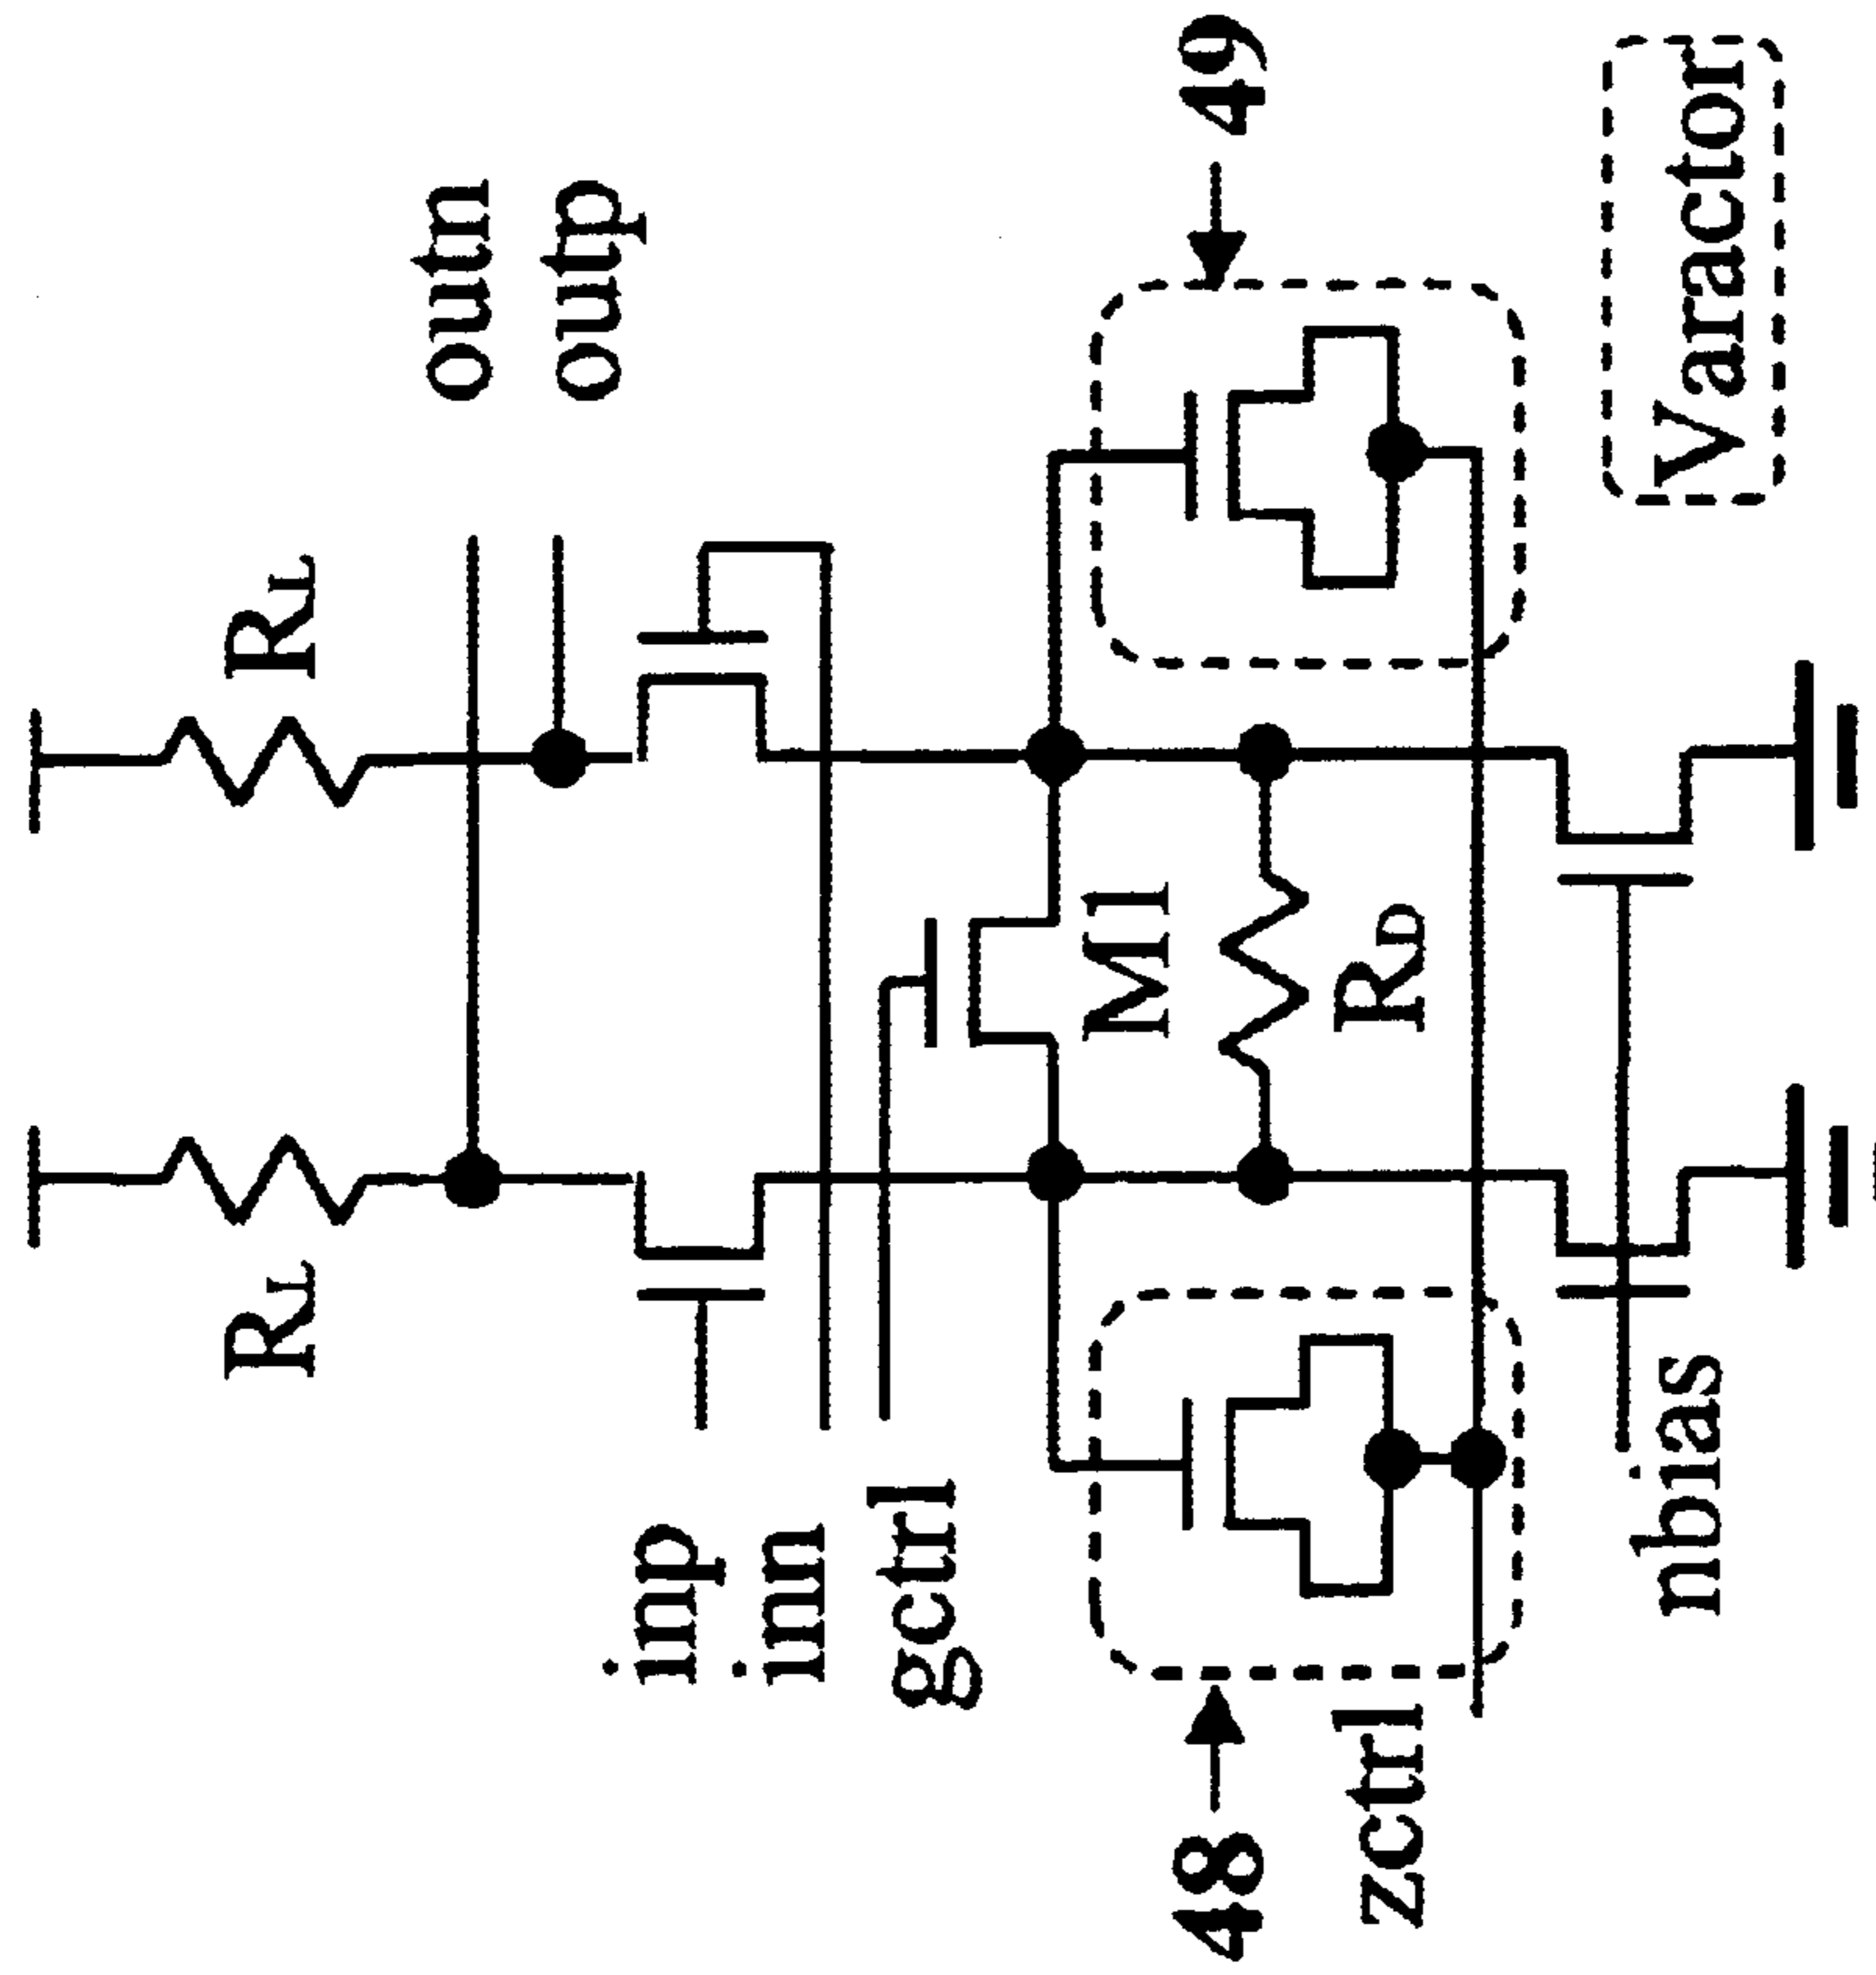 RL
RL
outn
outp
inp
inn
gctrl
M1
48
49
zctrl
RD
nbias
Varactor